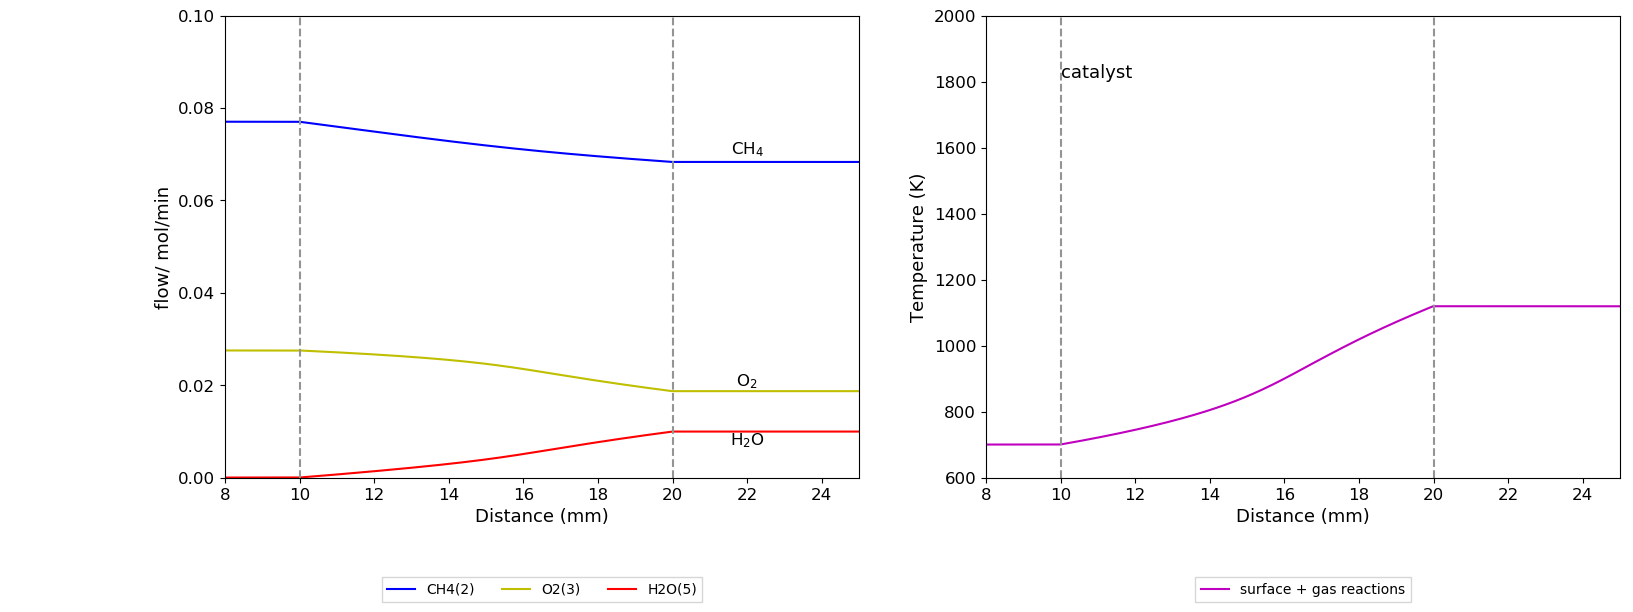 0.10
0.08
0.06
0.04
0.02
0.00
flow/ mol/min
CH₄
O₂
H₂O
8 10 12 14 16 18 20 22 24
Distance (mm)
CH4(2) O2(3) H2O(5)
2000
1800
1600
1400
1200
1000
800
600
Temperature (K)
catalyst
8 10 12 14 16 18 20 22 24
Distance (mm)
surface + gas reactions